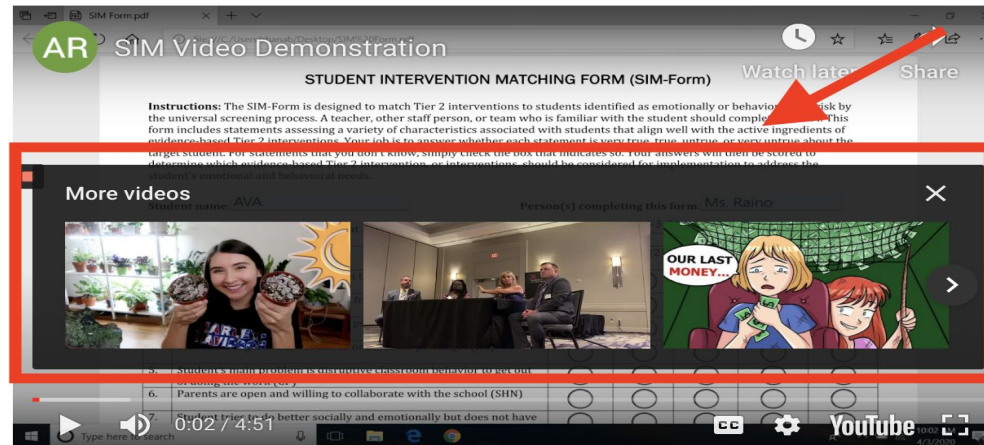 SIM Form.pdf
AR SIM Video Demonstration
Watch later Share
STUDENT INTERVENTION MATCHING FORM (SIM-Form)
Instructions: The SIM-Form is designed to match Tier 2 interventions to students identified as emotionally or
the universal screening process. A teacher, other staff person, or team who is familiar with the student should This
form includes statements assessing a variety of characteristics associated with students that align well with the active ingredients of
evidence-based Tier 2 interventions. Your job is to answer whether each statement is very true, true, untrue, or very untrue about the
target student. For statements that you don't know, simply check the box that indicates so. Your answers will then be scored to
determine which evidence-based Tier 2 intervention, or interventions, should be considered for implementation to address the
student's emotional and behavioral needs.
More videos
Student name: AVA Person[s] completing this form: Ms. Raino
OUR LAST
MONEY...
5. Student's main problem is disruptive classroom behavior to get out
of doing the work
6. Parents are open and willing to collaborate with the school (SHN)
7. Student tries to do better socially and emotionally but does not have
0:02 / 4:51 CC YouTube
Type here to search
4/3/2020